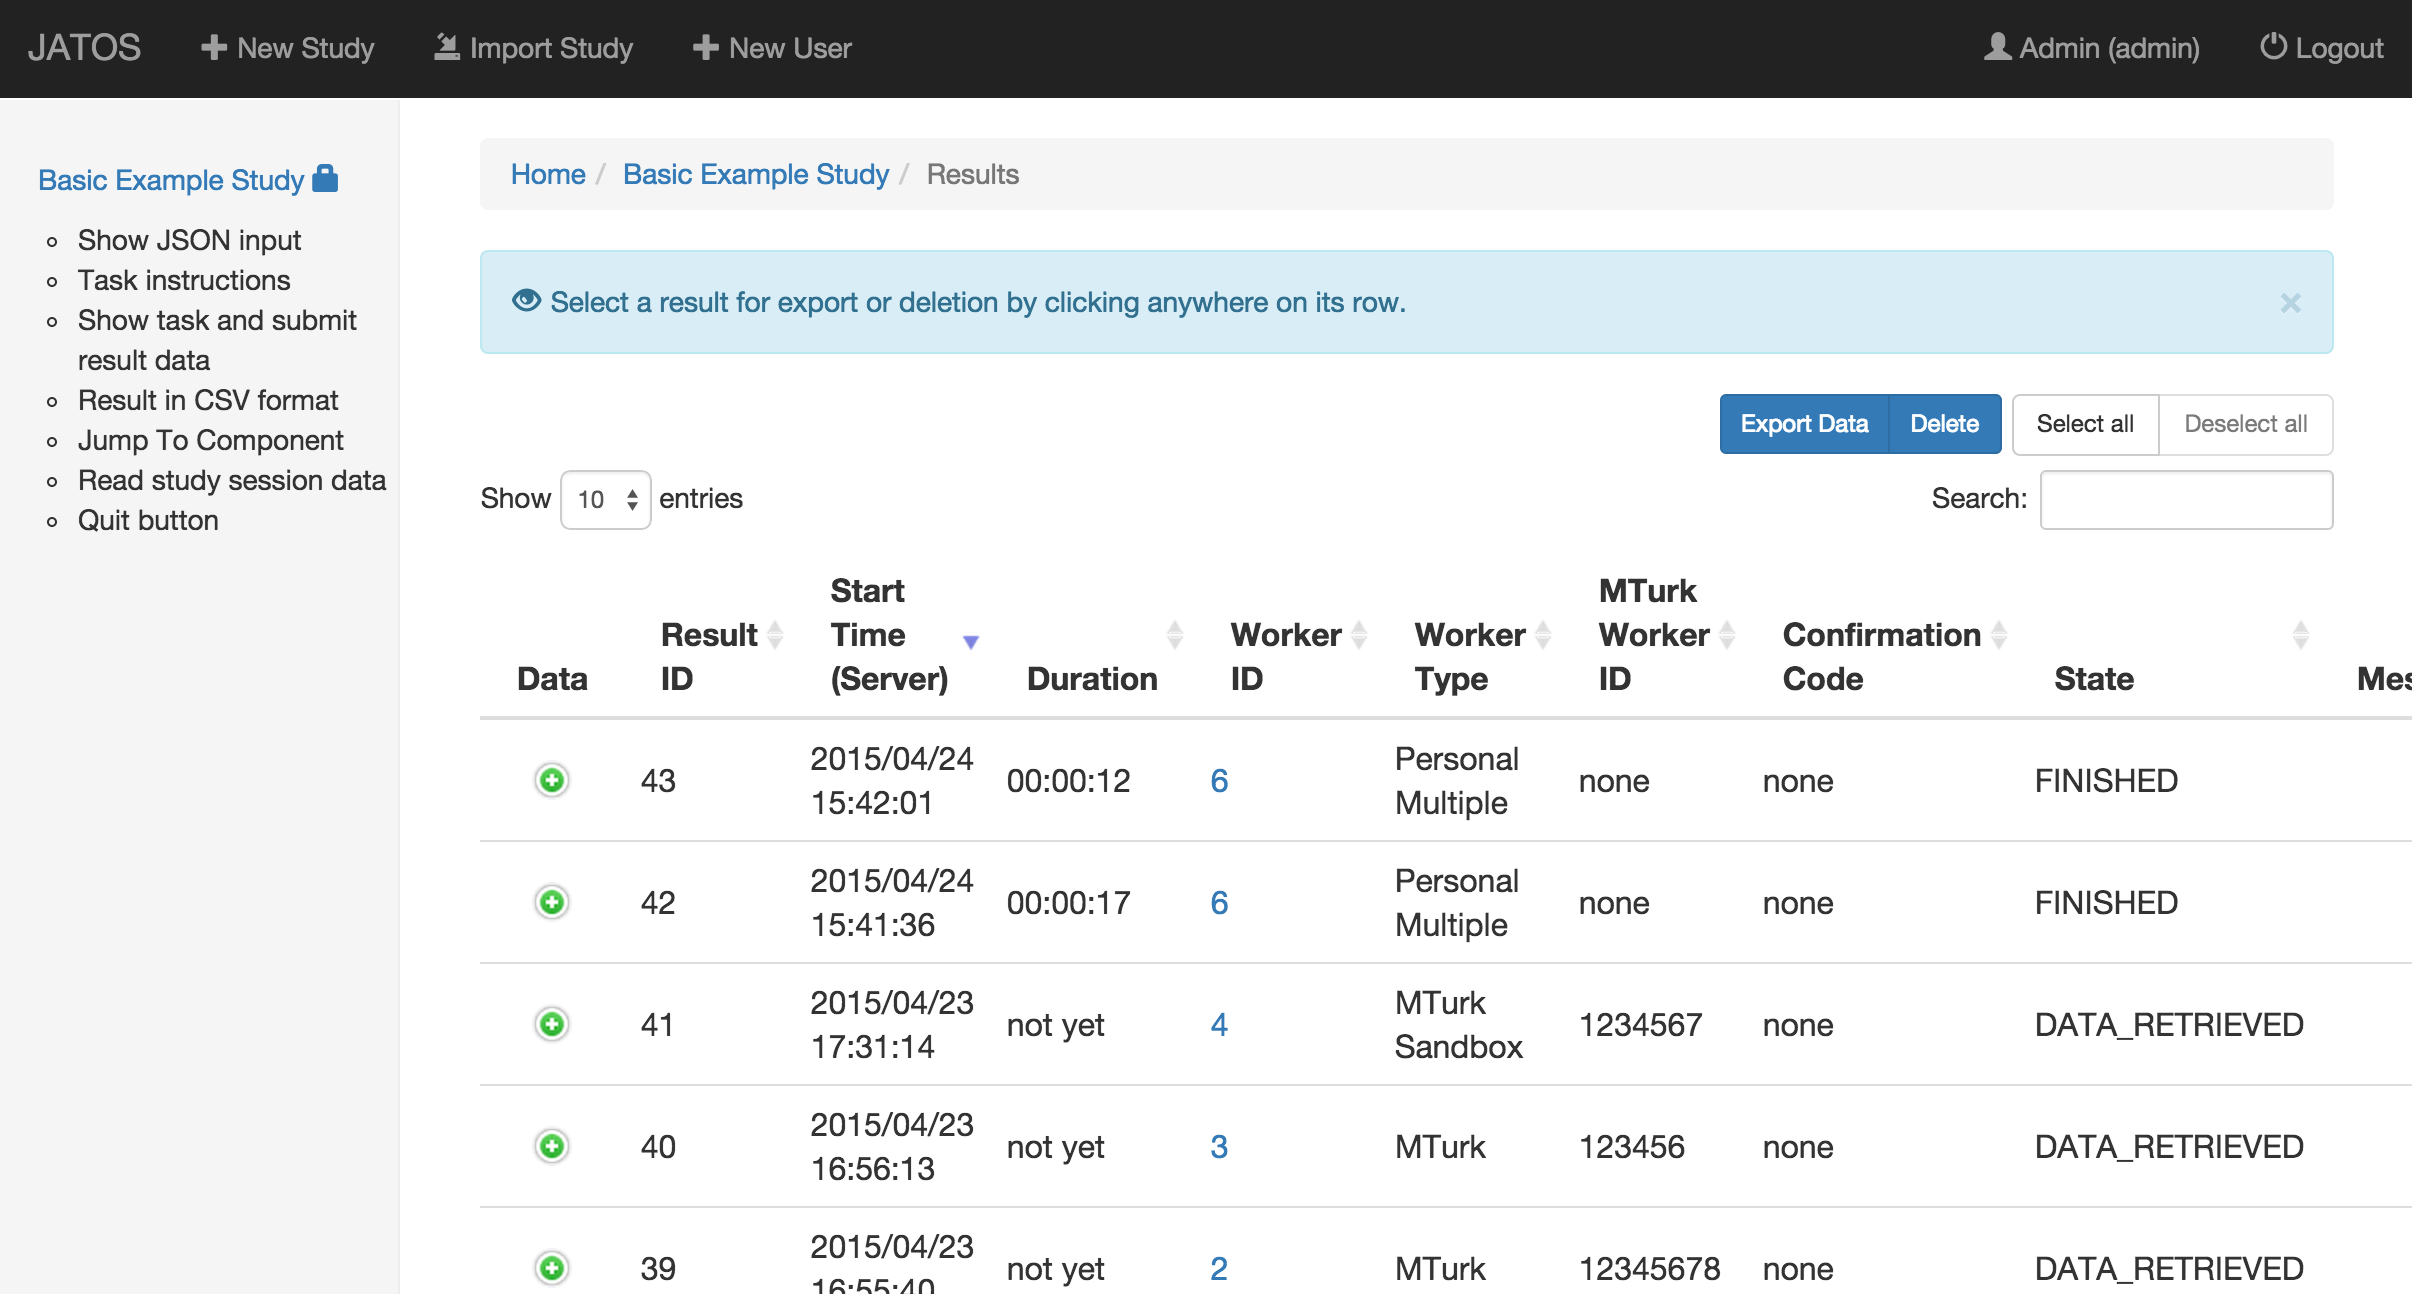 JATOS New Study Import Study New User Admin (admin) Logout
Basic Example Study
Show JSON input
Task instructions
Show task and submit
result data
Result in CSV format
Jump To Component
Read study session data
Quit button
Home / Basic Example Study / Results
Select a result for export or deletion by clicking anywhere on its row. ×
Export Data Delete Select all Deselect all
Show 10 entries Search:
Data Result ID Start Time (Server) Duration Worker ID Worker Type MTurk Worker ID Confirmation Code State Mes
43 2015/04/24 15:42:01 00:00:12 6 Personal Multiple none none FINISHED
42 2015/04/24 15:41:36 00:00:17 6 Personal Multiple none none FINISHED
41 2015/04/23 17:31:14 not yet 4 MTurk Sandbox 1234567 none DATA_RETRIEVED
40 2015/04/23 16:56:13 not yet 3 MTurk 123456 none DATA_RETRIEVED
39 2015/04/23 16:55:40 not yet 2 MTurk 12345678 none DATA_RETRIEVED